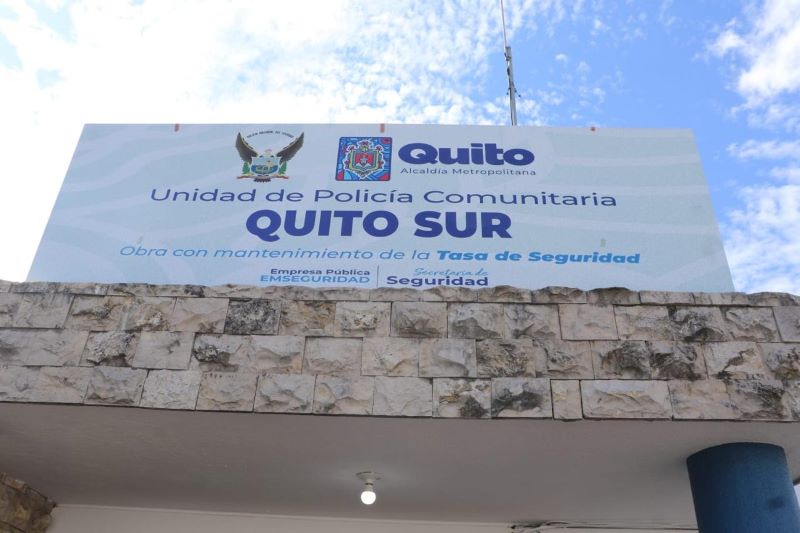 Quito
Alcaldía Metropolitana
Unidad de Policía Comunitaria
QUITO SUR
Obra con mantenimiento de la Tasa de Seguridad
Empresa Pública
EMSEGURIDAD
Secretaría de
Seguridad